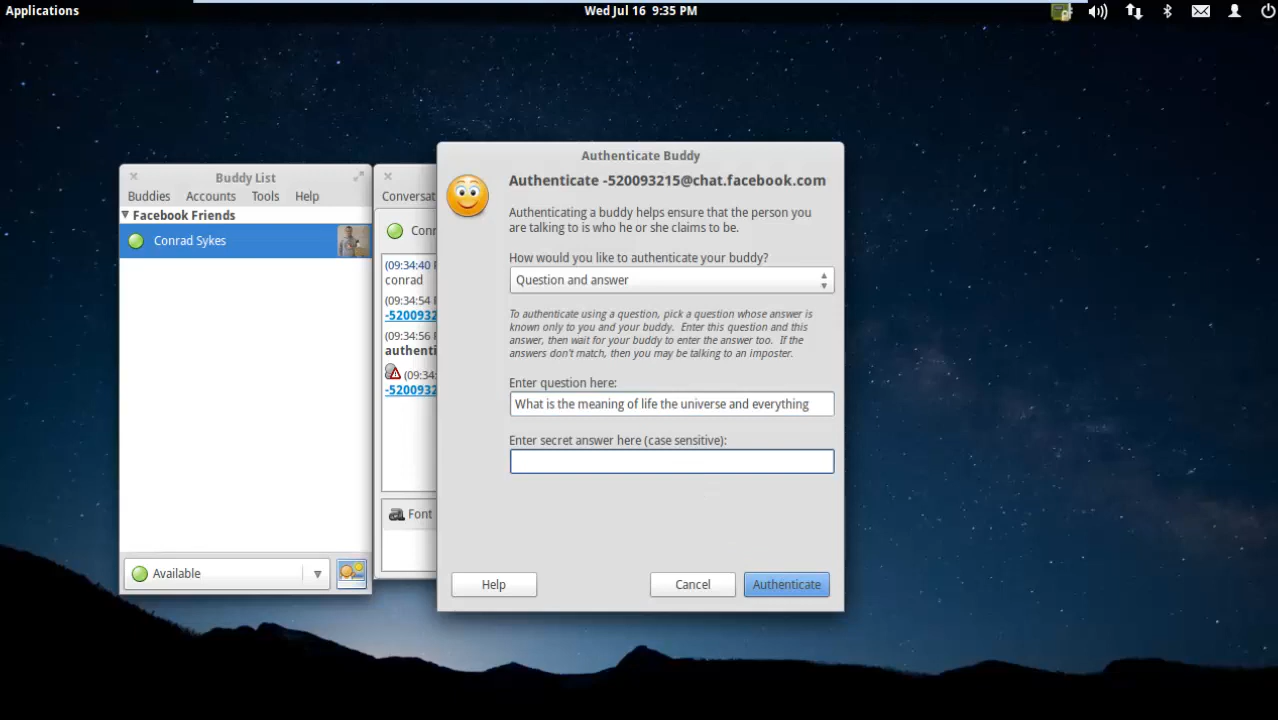 Applications
Wed Jul 16 9:35 PM
Buddy List
Buddies Accounts Tools Help
Facebook Friends
Conrad Sykes
Available
Conversat
Conr
(09:34:40
conrad
(09:34:54
-5200932
(09:34:56
authenti
(09:34:
-5200932
Font
Authenticate Buddy
Authenticate -520093215@chat.facebook.com
Authenticating a buddy helps ensure that the person you
are talking to is who he or she claims to be.
How would you like to authenticate your buddy?
Question and answer
To authenticate using a question, pick a question whose answer is
known only to you and your buddy. Enter this question and this
answer, then wait for your buddy to enter the answer too. If the
answers don't match, then you may be talking to an imposter.
Enter question here:
What is the meaning of life the universe and everything
Enter secret answer here (case sensitive):
Help Cancel Authenticate